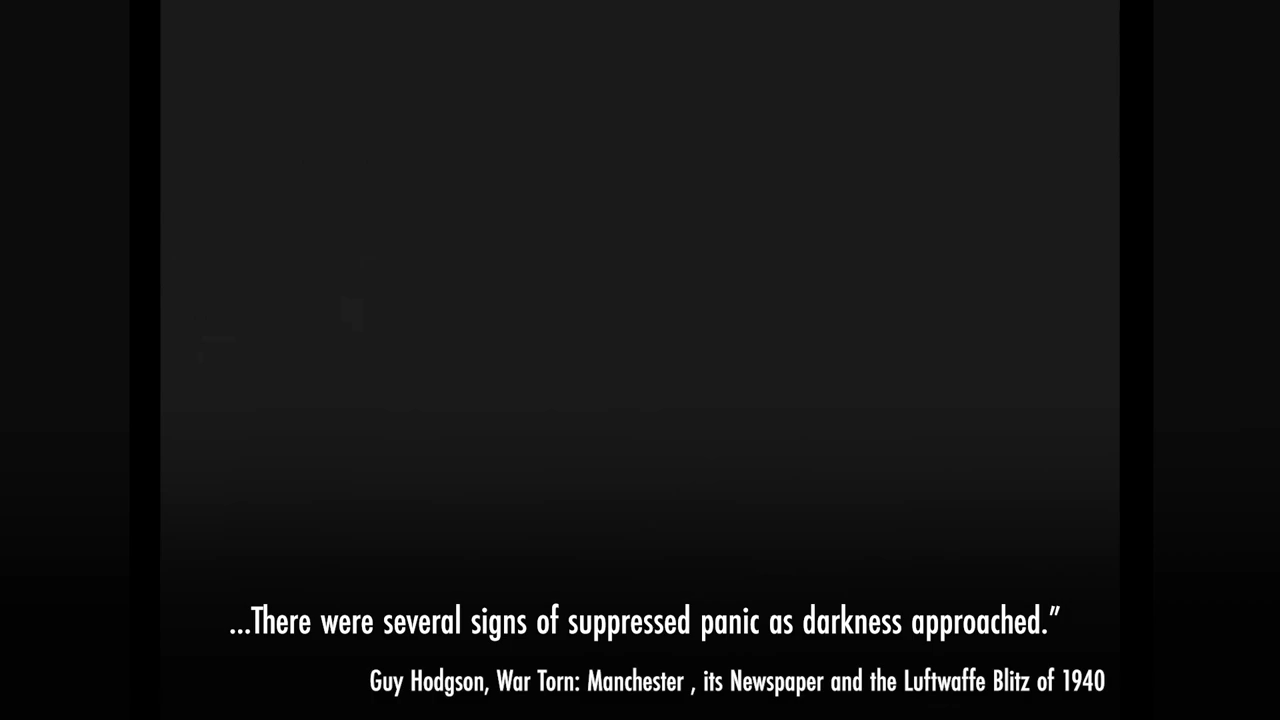 ...There were several signs of suppressed panic as darkness approached.”
Guy Hodgson, War Torn: Manchester , its Newspaper and the Luftwaffe Blitz of 1940